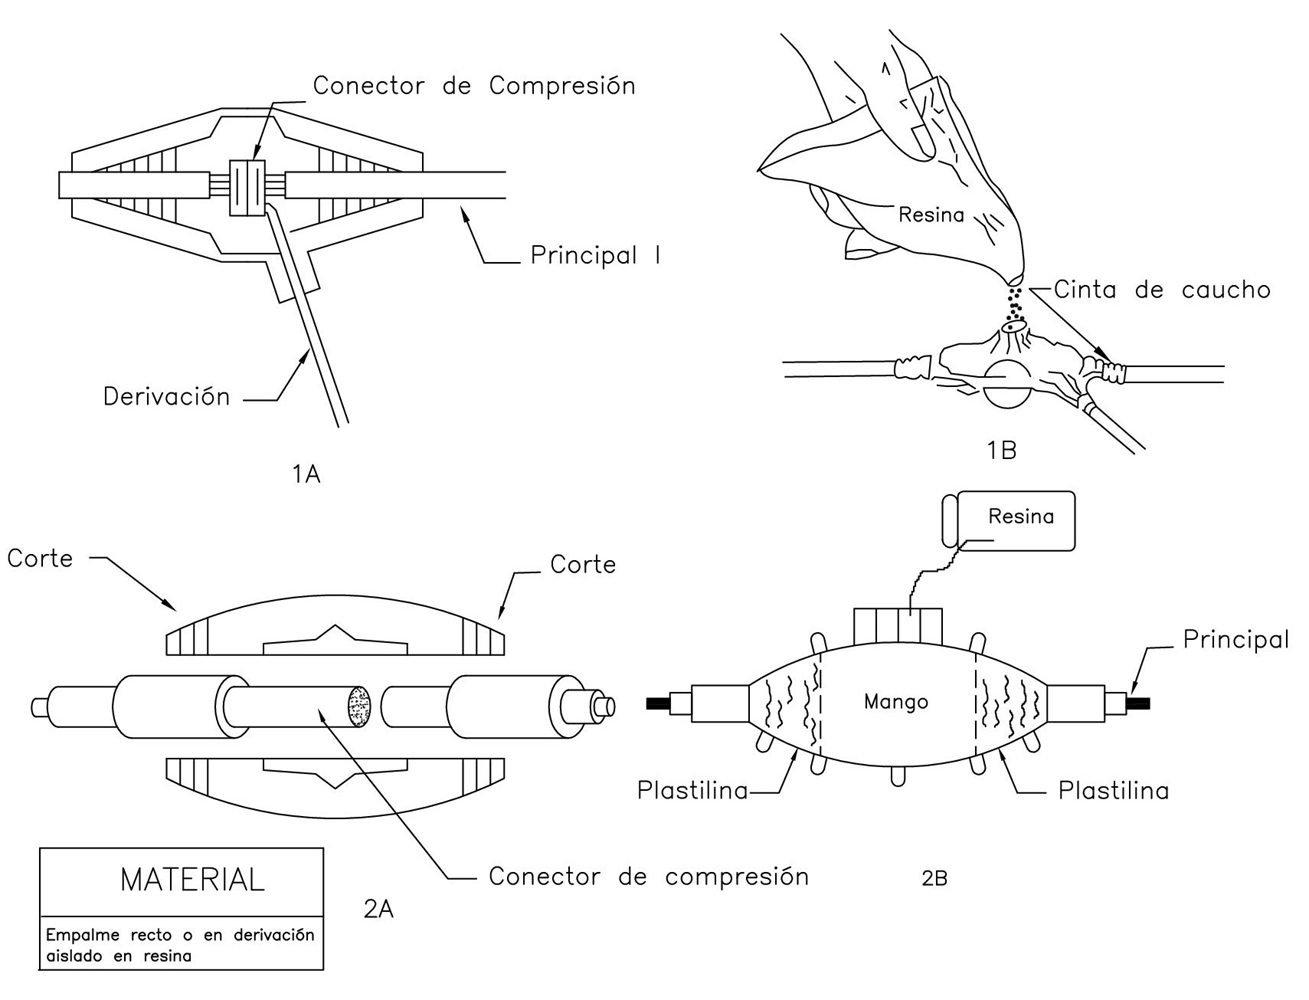 Conector de Compresión
Principal I
Derivación
1A
Resina
Cinta de caucho
1B
Corte
Corte
Conector de compresión
2A
Resina
Principal
Mango
Plastilina
Plastilina
2B
MATERIAL
Empalme recto o en derivación
aislado en resina